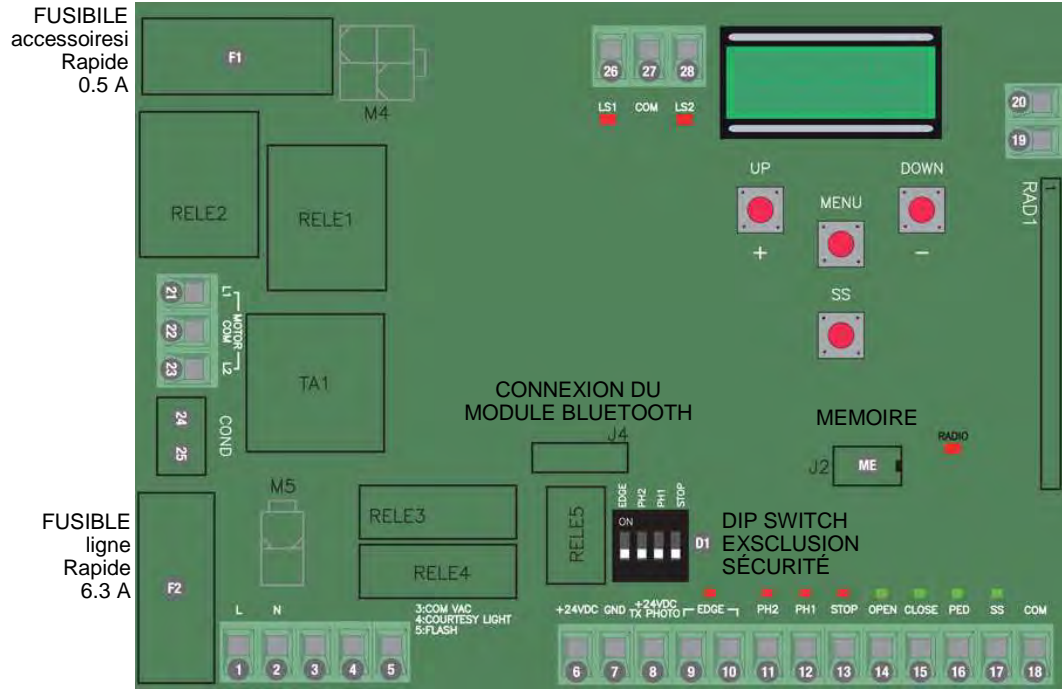 FUSIBILE
accessoiresi
Rapide
0.5 A
F1
M4
26 27 28
LS1 COM LS2
20
19
RAD1
1
UP
DOWN
MENU
+
−
SS
RELE2
RELE1
21
22
23
L1
MOTOR
COM
L2
TA1
24
25
COND
CONNEXION DU
MODULE BLUETOOTH
J4
MEMOIRE
RADIO
J2
ME
FUSIBLE
ligne
Rapide
6.3 A
F2
M5
RELE3
RELE4
RELE5
EDGE
PH2
PH1
STOP
ON
D1
DIP SWITCH
EXSCLUSION
SÉCURITÉ
L N
3:COM VAC
4:COURTESY LIGHT
5:FLASH
1 2 3 4 5
+24VDC GND +24VDC
TX PHOTO
EDGE PH2 PH1 STOP OPEN CLOSE PED SS COM
6 7 8 9 10 11 12 13 14 15 16 17 18